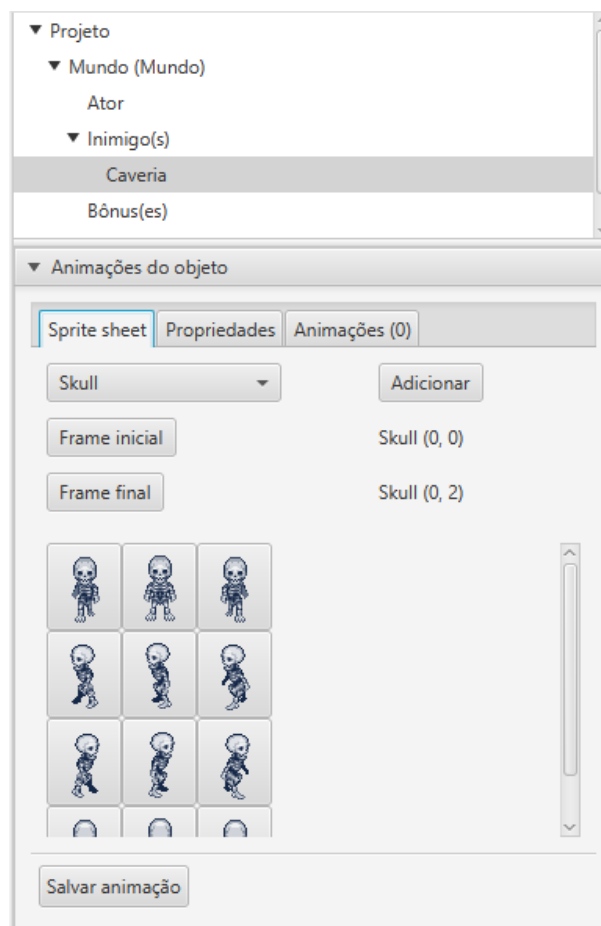 Projeto
Mundo (Mundo)
Ator
Inimigo(s)
Caveria
Bônus(es)
Animações do objeto
Sprite sheet Propriedades Animações (0)
Skull Adicionar
Frame inicial Skull (0, 0)
Frame final Skull (0, 2)
Salvar animação